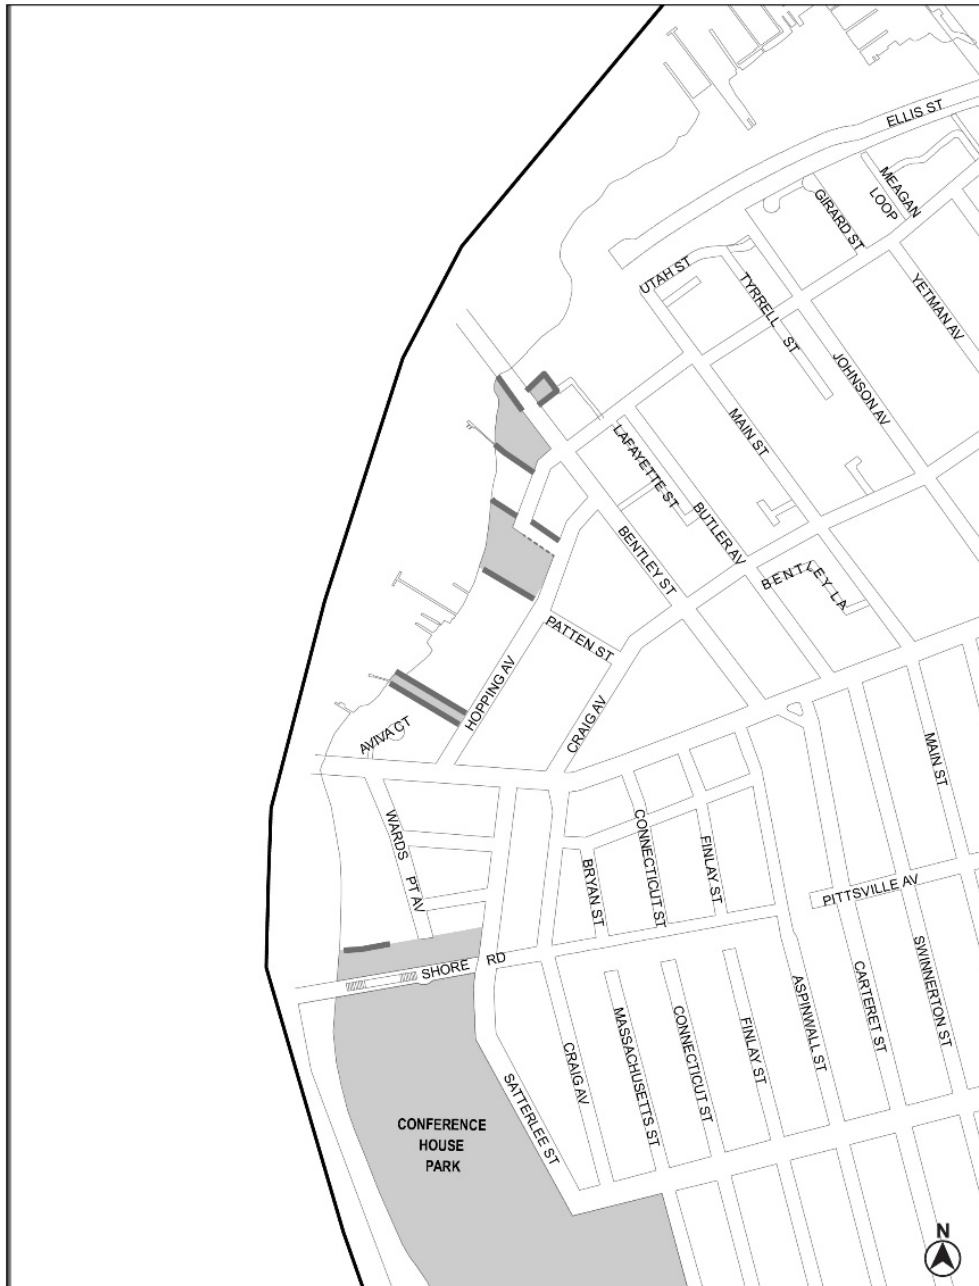 ELLIS ST
MEAGAN
LOOP
GIRARD ST
UTAH ST
TYRRELL ST
YETMAN AV
JOHNSON AV
MAIN ST
LAFAYETTE ST
BUTLER AV
BENTLEY ST
BENTLEY LA
PATTEN ST
HOPPING AV
CRAIG AV
AVIVA CT
MAIN ST
WARDS PT AV
CONNECTICUT ST
FINLAY ST
BRYAN ST
PITTSVILLE AV
SHORE RD
SWINNERTON ST
CARTERET ST
ASPINWALL ST
MASSACHUSETTS ST
CONNECTICUT ST
FINLAY ST
CRAIG AV
SATTERLEE ST
CONFERENCE
HOUSE
PARK
N